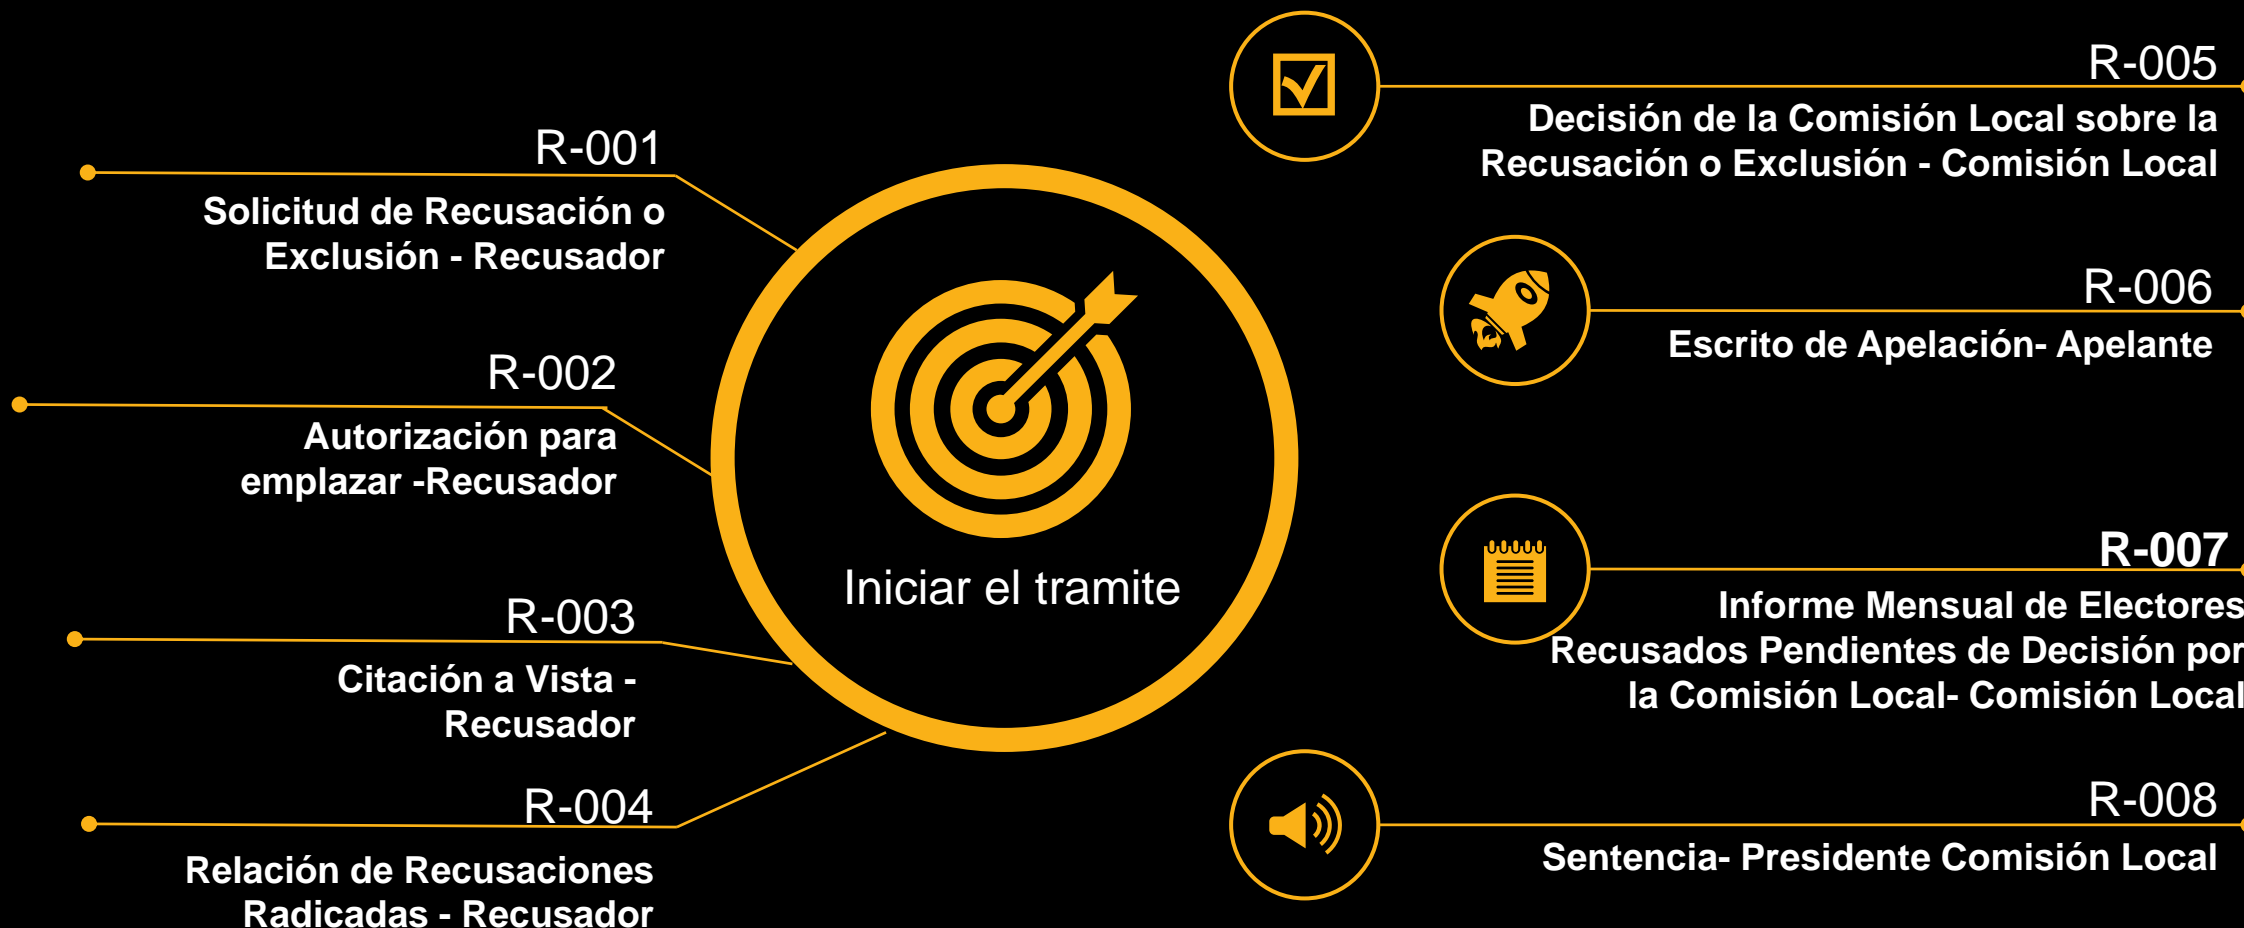 R-001
Solicitud de Recusación o
Exclusión - Recusador
R-002
Autorización para
emplazar -Recusador
R-003
Citación a Vista -
Recusador
R-004
Relación de Recusaciones
Radicadas - Recusador
Iniciar el tramite
R-005
Decisión de la Comisión Local sobre la
Recusación o Exclusión - Comisión Local
R-006
Escrito de Apelación- Apelante
R-007
Informe Mensual de Electores
Recusados Pendientes de Decisión por
la Comisión Local- Comisión Local
R-008
Sentencia- Presidente Comisión Local